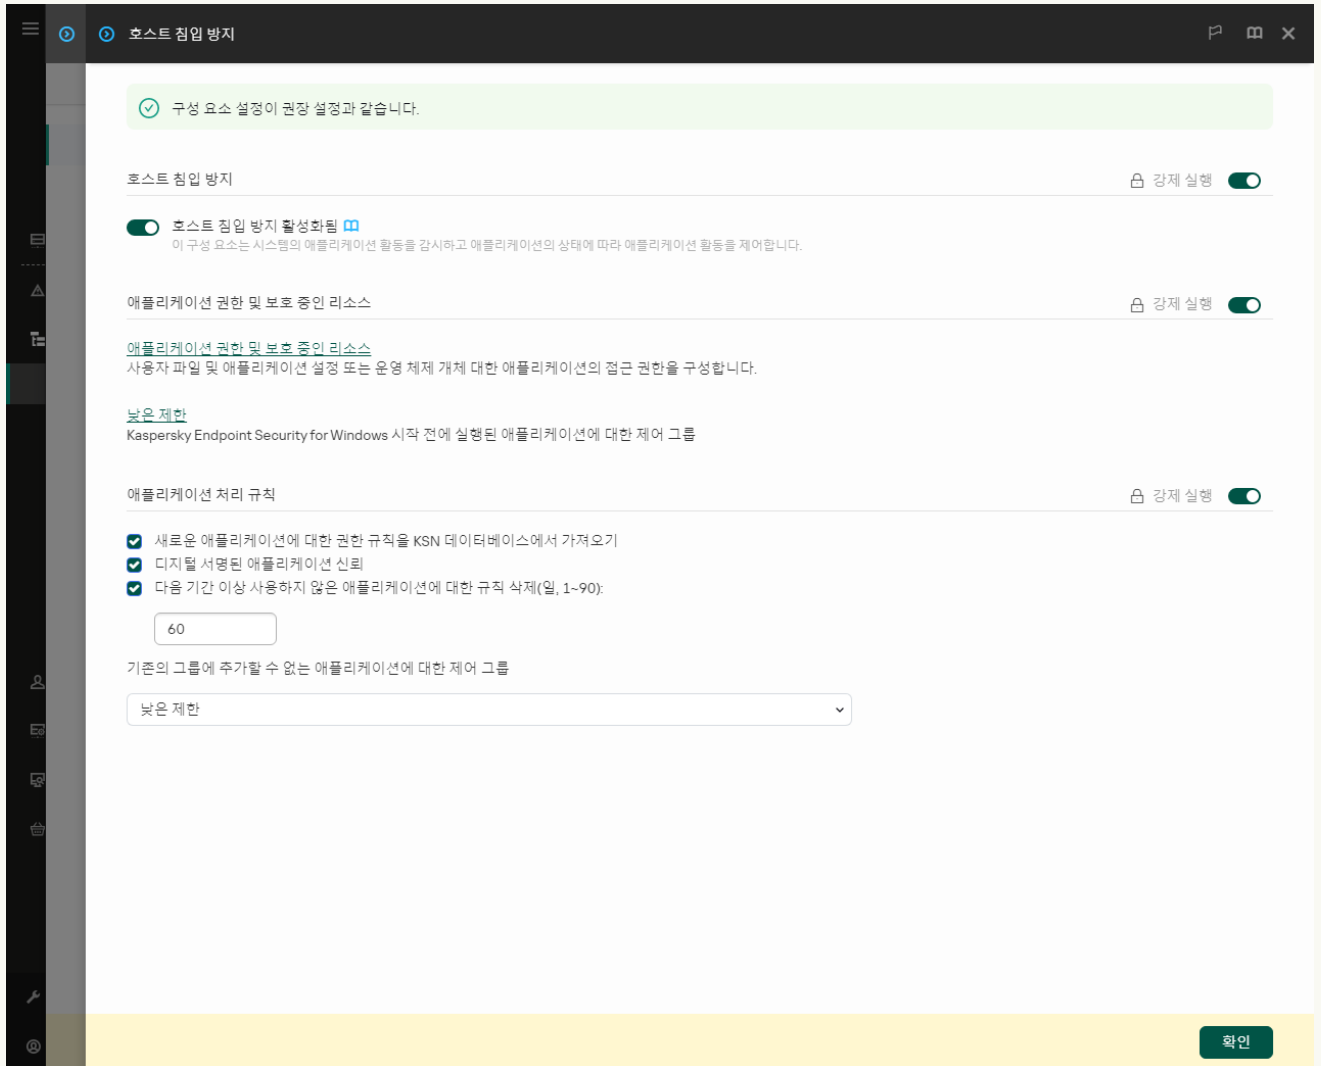 호스트 침입 방지
구성 요소 설정이 권장 설정과 같습니다.
호스트 침입 방지
강제 실행
호스트 침입 방지 활성화됨
이 구성 요소는 시스템의 애플리케이션 활동을 감시하고 애플리케이션의 상태에 따라 애플리케이션 활동을 제어합니다.
애플리케이션 권한 및 보호 중인 리소스
강제 실행
애플리케이션 권한 및 보호 중인 리소스
사용자 파일 및 애플리케이션 설정 또는 운영 체제 개체 대한 애플리케이션의 접근 권한을 구성합니다.
낮은 제한
Kaspersky Endpoint Security for Windows 시작 전에 실행된 애플리케이션에 대한 제어 그룹
애플리케이션 처리 규칙
강제 실행
새로운 애플리케이션에 대한 권한 규칙을 KSN 데이터베이스에서 가져오기
디지털 서명된 애플리케이션 신뢰
다음 기간 이상 사용하지 않은 애플리케이션에 대한 규칙 삭제(일, 1~90):
60
기존의 그룹에 추가할 수 없는 애플리케이션에 대한 제어 그룹
낮은 제한
확인